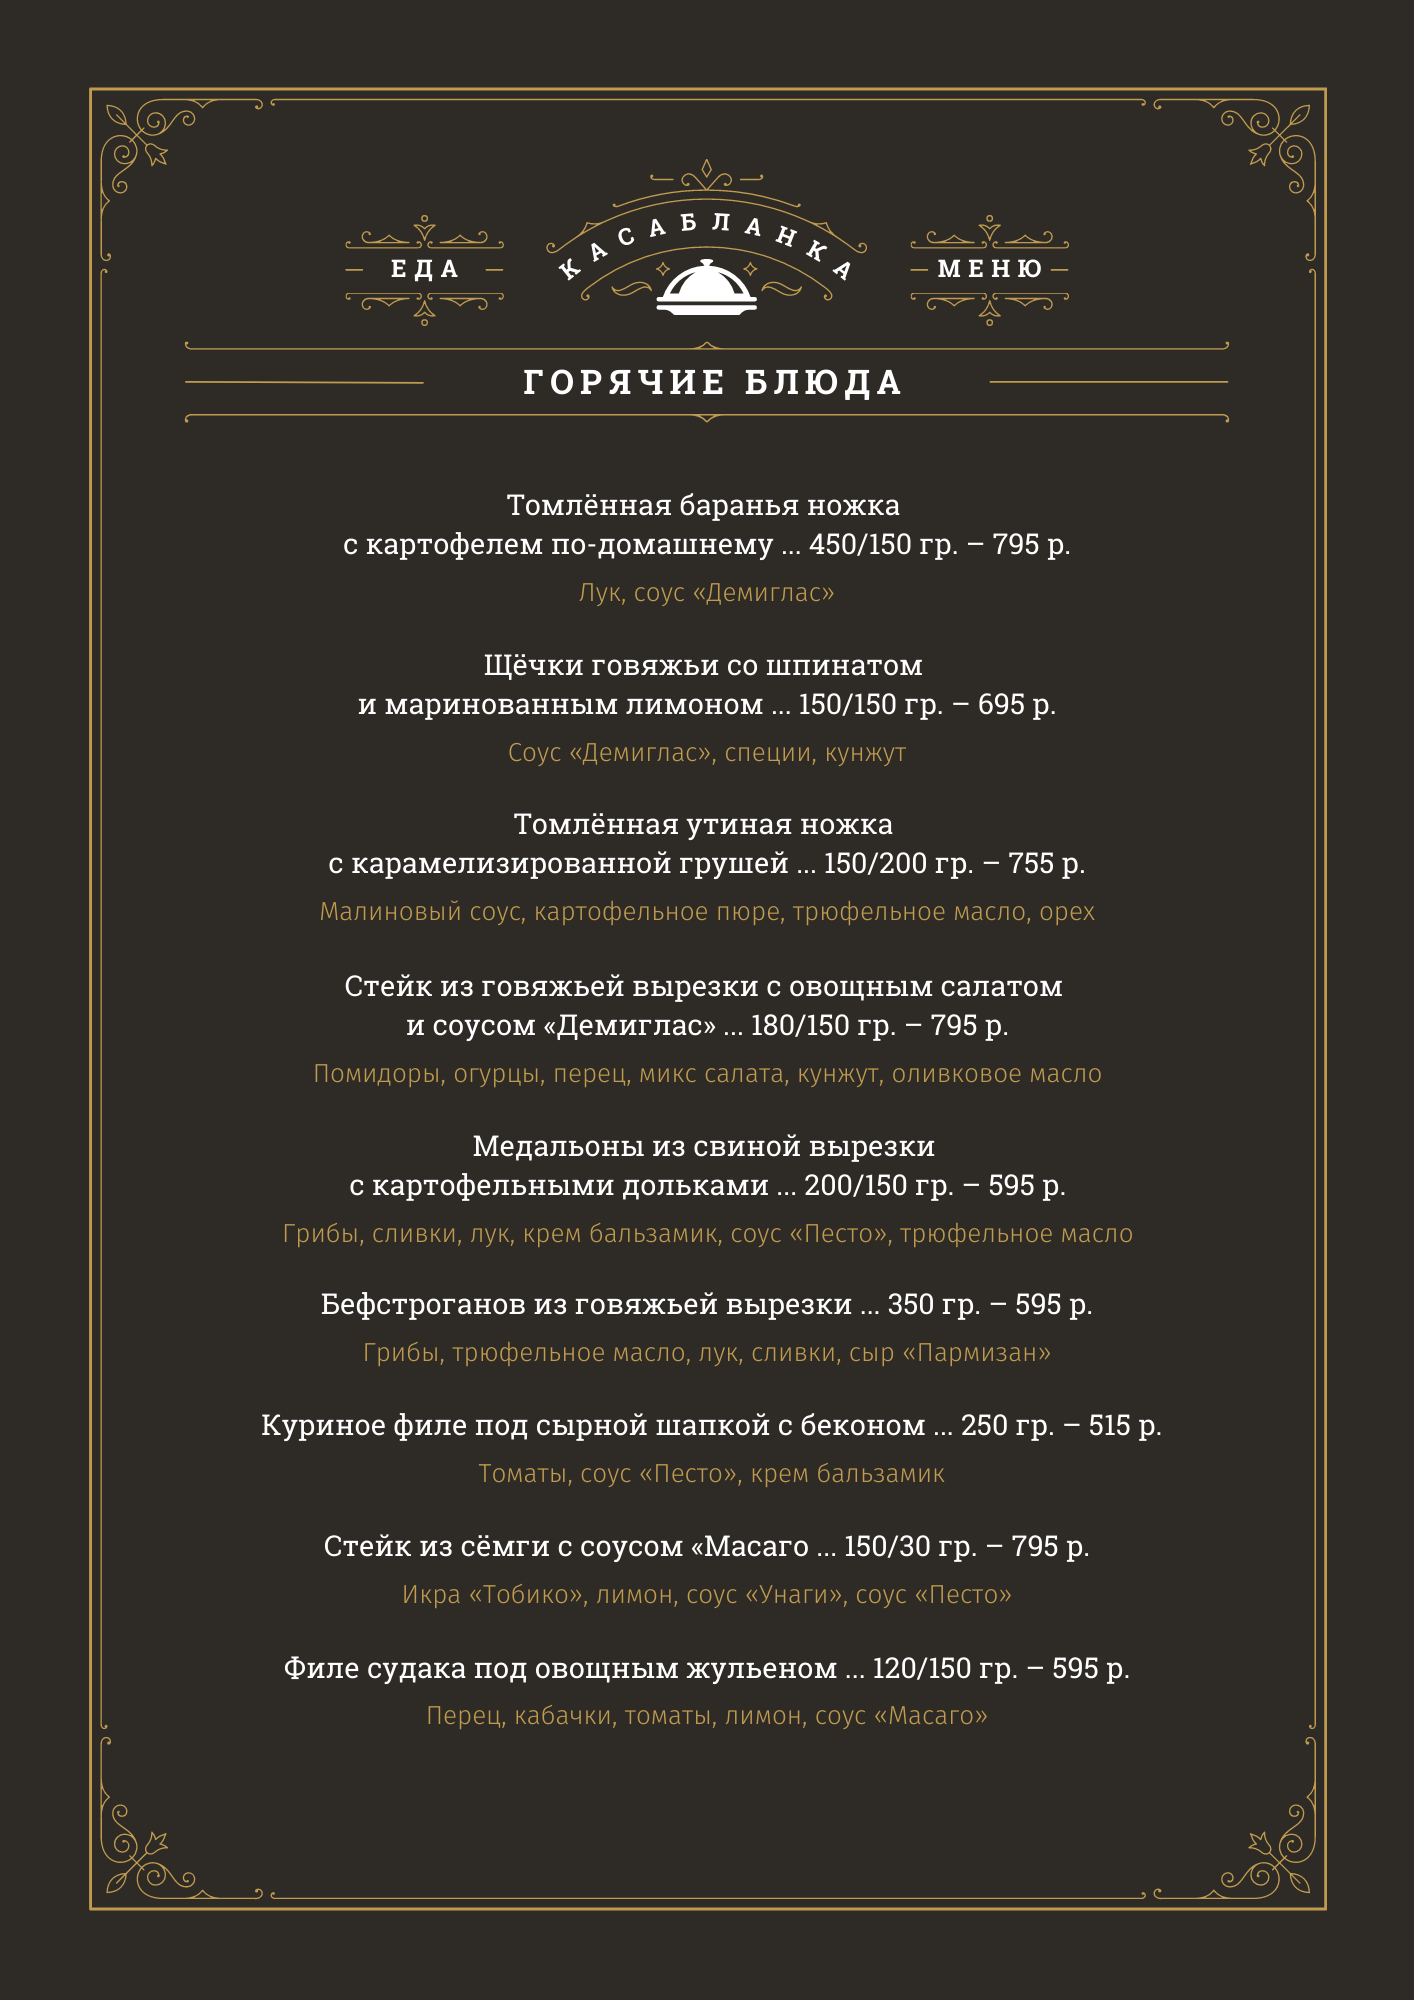 КАСАБЛАНКА
ЕДА
МЕНЮ
ГОРЯЧИЕ БЛЮДА
Томлённая баранья ножка
с картофелем по-домашнему ... 450/150 гр. – 795 р.
Лук, соус «Демиглас»
Щёчки говяжьи со шпинатом
и маринованным лимоном ... 150/150 гр. – 695 р.
Соус «Демиглас», специи, кунжут
Томлённая утиная ножка
с карамелизированной грушей ... 150/200 гр. – 755 р.
Малиновый соус, картофельное пюре, трюфельное масло, орех
Стейк из говяжьей вырезки с овощным салатом
и соусом «Демиглас» ... 180/150 гр. – 795 р.
Помидоры, огурцы, перец, микс салата, кунжут, оливковое масло
Медальоны из свиной вырезки
с картофельными дольками ... 200/150 гр. – 595 р.
Грибы, сливки, лук, крем бальзамик, соус «Песто», трюфельное масло
Бефстроганов из говяжьей вырезки ... 350 гр. – 595 р.
Грибы, трюфельное масло, лук, сливки, сыр «Пармизан»
Куриное филе под сырной шапкой с беконом ... 250 гр. – 515 р.
Томаты, соус «Песто», крем бальзамик
Стейк из сёмги с соусом «Масаго ... 150/30 гр. – 795 р.
Икра «Тобико», лимон, соус «Унаги», соус «Песто»
Филе судака под овощным жульеном ... 120/150 гр. – 595 р.
Перец, кабачки, томаты, лимон, соус «Масаго»